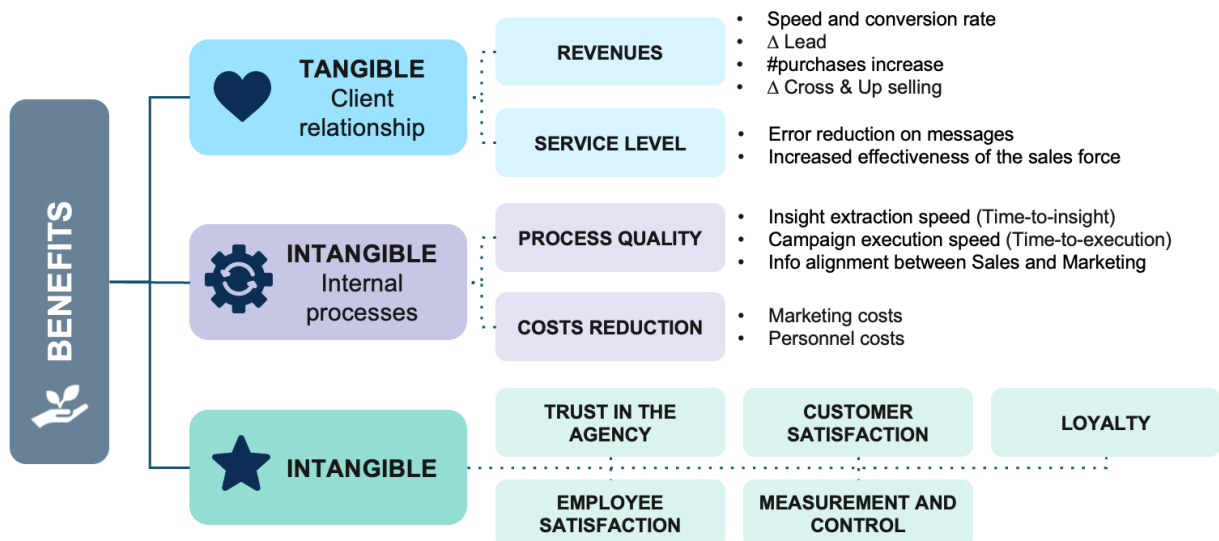 BENEFITS
TANGIBLE
Client
relationship
REVENUES
• Speed and conversion rate
• Δ Lead
• #purchases increase
• Δ Cross & Up selling
SERVICE LEVEL
• Error reduction on messages
• Increased effectiveness of the sales force
INTANGIBLE
Internal
processes
PROCESS QUALITY
• Insight extraction speed (Time-to-insight)
• Campaign execution speed (Time-to-execution)
• Info alignment between Sales and Marketing
COSTS REDUCTION
• Marketing costs
• Personnel costs
INTANGIBLE
TRUST IN THE
AGENCY
CUSTOMER
SATISFACTION
LOYALTY
EMPLOYEE
SATISFACTION
MEASUREMENT AND
CONTROL